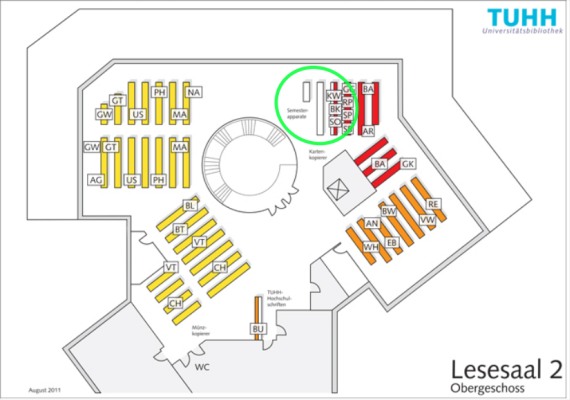 TUHH
Universitätsbibliothek
GW
GT
US
PH
MA
NA
Semester-
apparate
KW
BK
SO
GG
RP
SP
BA
AR
Karten-
kopierer
GW
GT
MA
AG
US
PH
BA
GK
BL
BT
VT
CH
VT
CH
AN
BW
RE
VW
WH
EB
TUHH-
Hochschul-
schriften
BU
Münz-
kopierer
WC
Lesesaal 2
Obergeschoss
August 2011